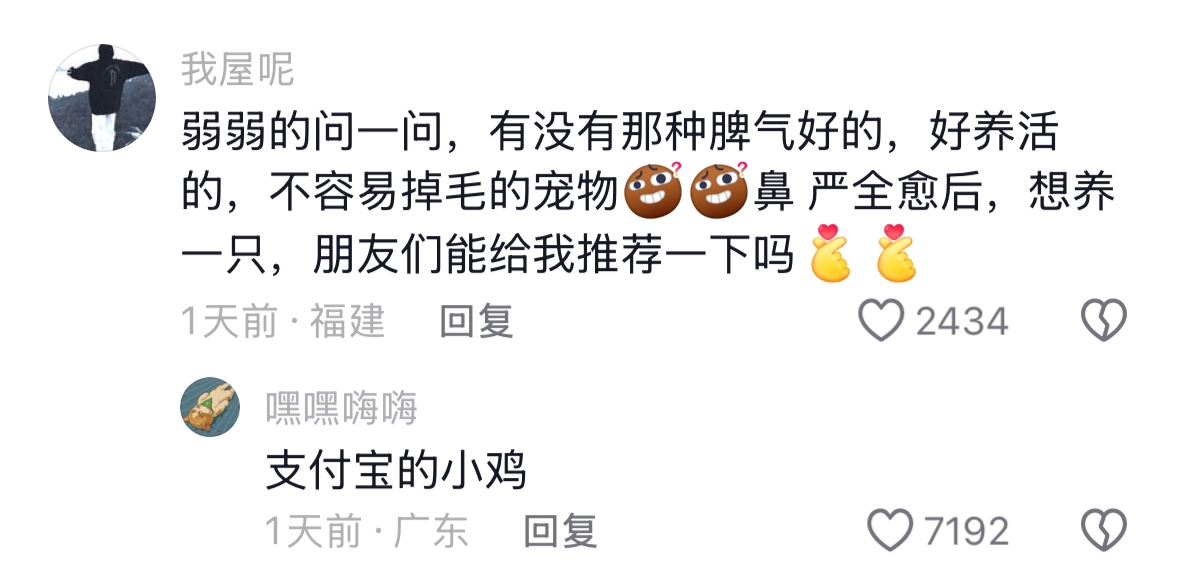 我屋呢
弱弱的问一问，有没有那种脾气好的，好养活
的，不容易掉毛的宠物鼻 严全愈后，想养
一只，朋友们能给我推荐一下吗
1天前·福建 回复 2434
嘿嘿嗨嗨
支付宝的小鸡
1天前·广东 回复 7192